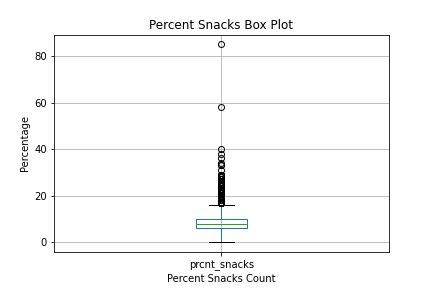 Percent Snacks Box Plot
80
60
40
20
0
Percentage
prcnt_snacks
Percent Snacks Count